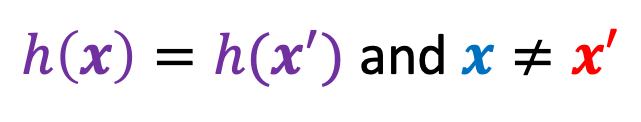 h(x) = h(x′) and x ≠ x′